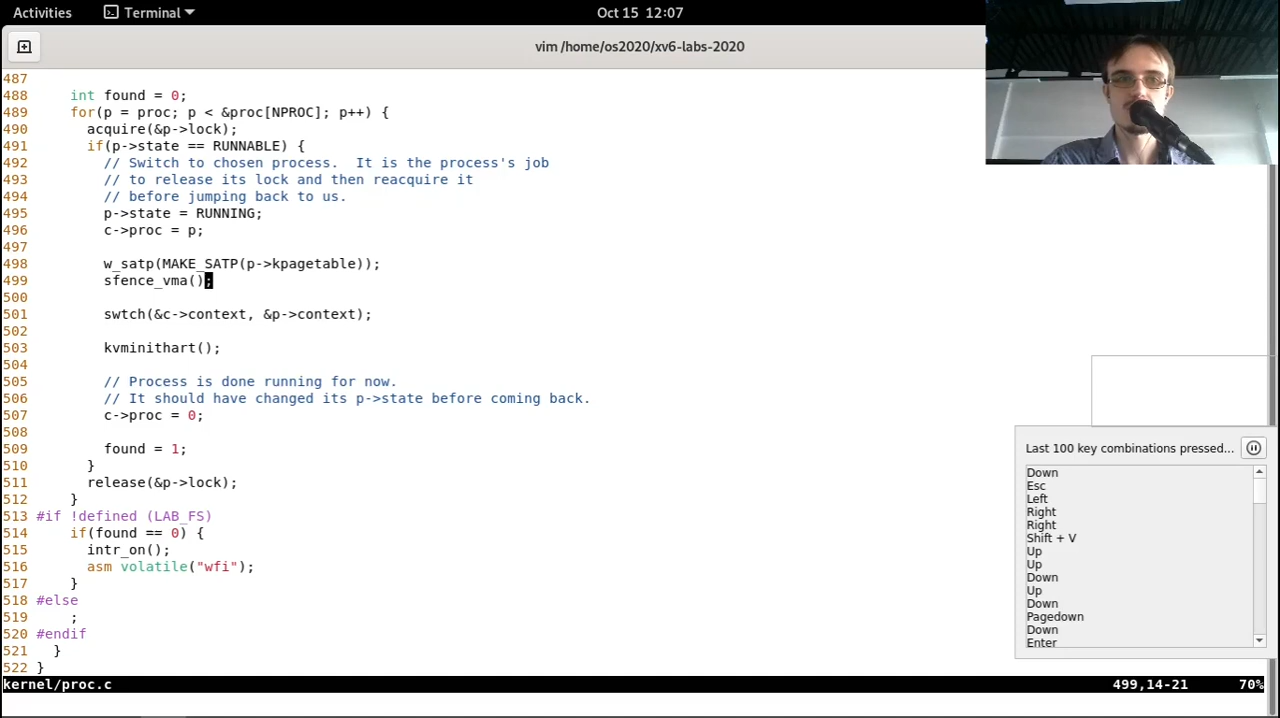 Activities
Terminal
Oct 15 12:07
vim /home/os2020/xv6-labs-2020
487
488     int found = 0;
489     for(p = proc; p < &proc[NPROC]; p++) {
490       acquire(&p->lock);
491       if(p->state == RUNNABLE) {
492         // Switch to chosen process.  It is the process's job
493         // to release its lock and then reacquire it
494         // before jumping back to us.
495         p->state = RUNNING;
496         c->proc = p;
497
498         w_satp(MAKE_SATP(p->kpagetable));
499         sfence_vma();
500
501         swtch(&c->context, &p->context);
502
503         kvminithart();
504
505         // Process is done running for now.
506         // It should have changed its p->state before coming back.
507         c->proc = 0;
508
509         found = 1;
510       }
511       release(&p->lock);
512     }
513 #if !defined (LAB_FS)
514     if(found == 0) {
515       intr_on();
516       asm volatile("wfi");
517     }
518 #else
519     ;
520 #endif
521   }
522 }
kernel/proc.c
499,14-21
70%
Last 100 key combinations pressed...
Down
Esc
Left
Right
Right
Shift + V
Up
Up
Down
Up
Down
Pagedown
Down
Enter